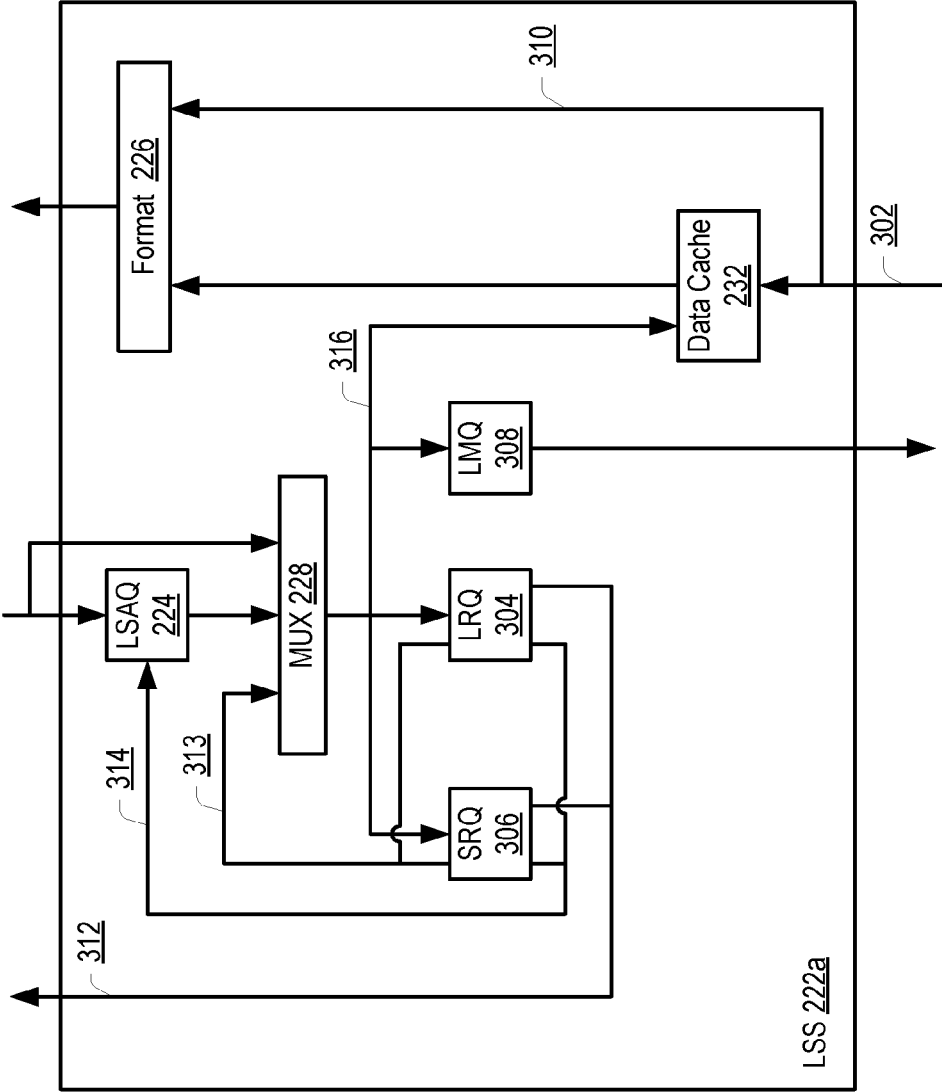 310
Format 226
302
Data Cache
232
316
LMQ
308
LSAQ
224
MUX 228
LRQ
304
314
313
SRQ
306
312
LSS 222a